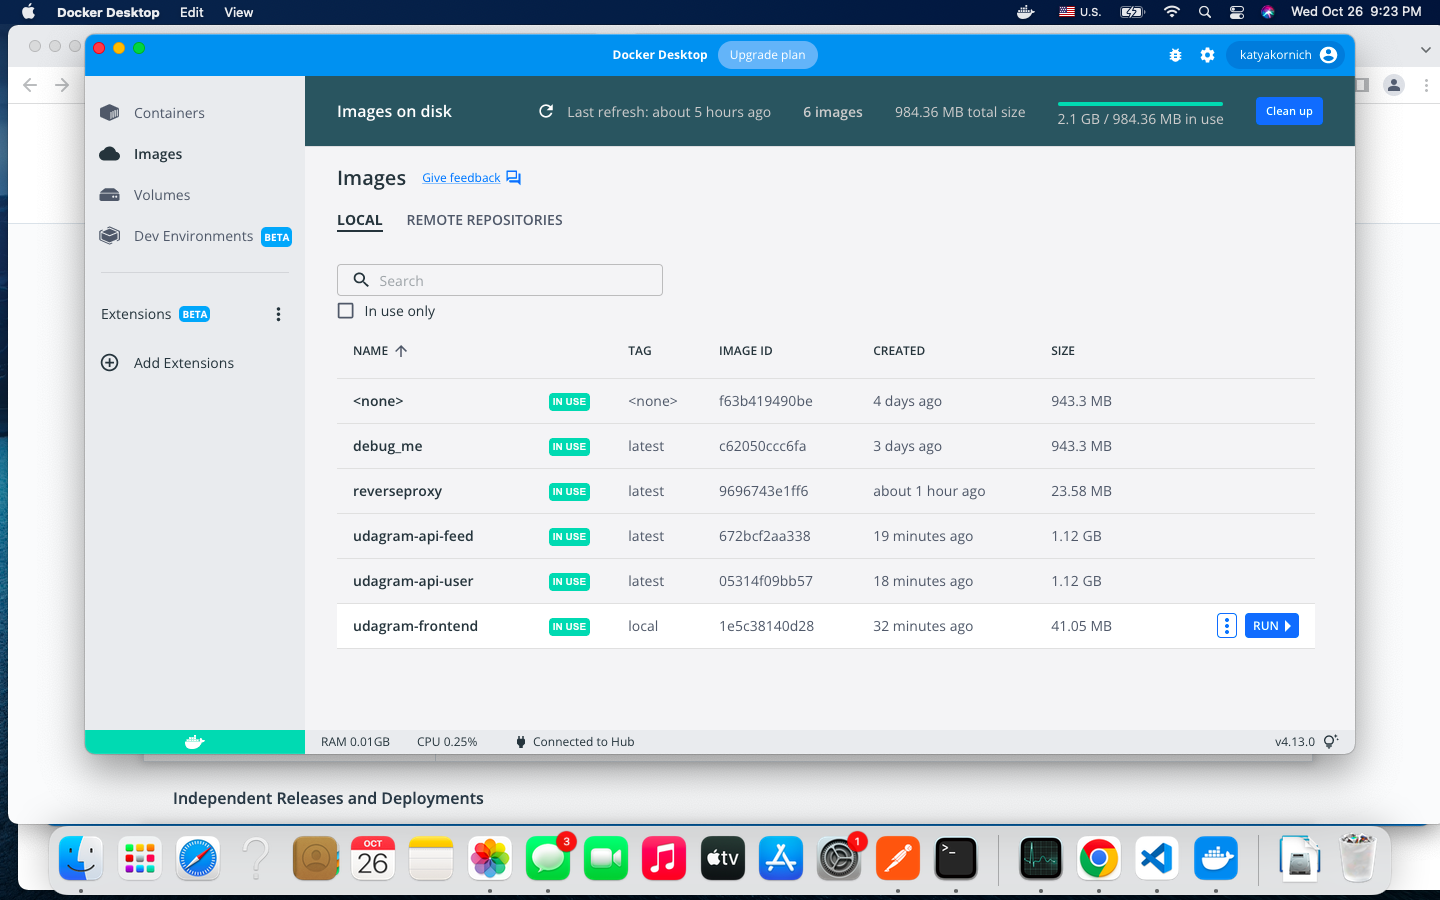 Docker Desktop Edit View U.S. Wed Oct 26 9:23 PM
Docker Desktop Upgrade plan katyakornich
Containers
Images
Volumes
Dev Environments BETA
Extensions BETA
Add Extensions
Images on disk Last refresh: about 5 hours ago 6 images 984.36 MB total size 2.1 GB / 984.36 MB in use Clean up
Images Give feedback
LOCAL REMOTE REPOSITORIES
Search
In use only
NAME TAG IMAGE ID CREATED SIZE
<none> IN USE <none> f63b419490be 4 days ago 943.3 MB
debug_me IN USE latest c62050ccc6fa 3 days ago 943.3 MB
reverseproxy IN USE latest 9696743e1ff6 about 1 hour ago 23.58 MB
udagram-api-feed IN USE latest 672bcf2aa338 19 minutes ago 1.12 GB
udagram-api-user IN USE latest 05314f09bb57 18 minutes ago 1.12 GB
udagram-frontend IN USE local 1e5c38140d28 32 minutes ago 41.05 MB RUN
RAM 0.01GB CPU 0.25% Connected to Hub v4.13.0
Independent Releases and Deployments
OCT
26
3
tv
1
>_